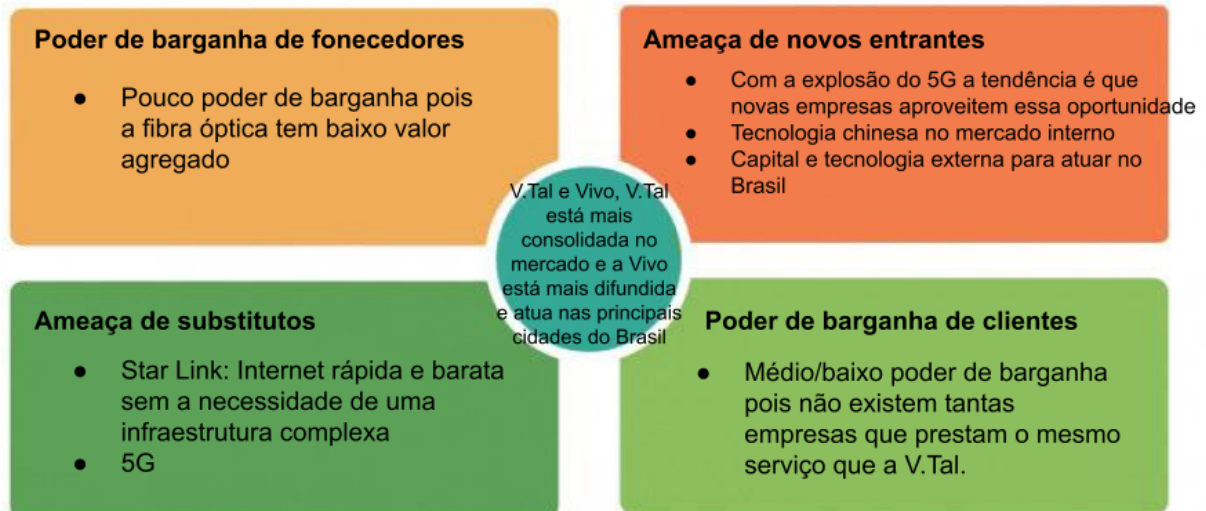 Poder de barganha de fonecedores
● Pouco poder de barganha pois
a fibra óptica tem baixo valor
agregado
Ameaça de novos entrantes
● Com a explosão do 5G a tendência é que
novas empresas aproveitem essa oportunidade
● Tecnologia chinesa no mercado interno
● Capital e tecnologia externa para atuar no
Brasil
V.Tal e Vivo, V.Tal
está mais
consolidada no
mercado e a Vivo
está mais difundida
e atua nas principais
cidades do Brasil
Ameaça de substitutos
● Star Link: Internet rápida e barata
sem a necessidade de uma
infraestrutura complexa
● 5G
Poder de barganha de clientes
● Médio/baixo poder de barganha
pois não existem tantas
empresas que prestam o mesmo
serviço que a V.Tal.